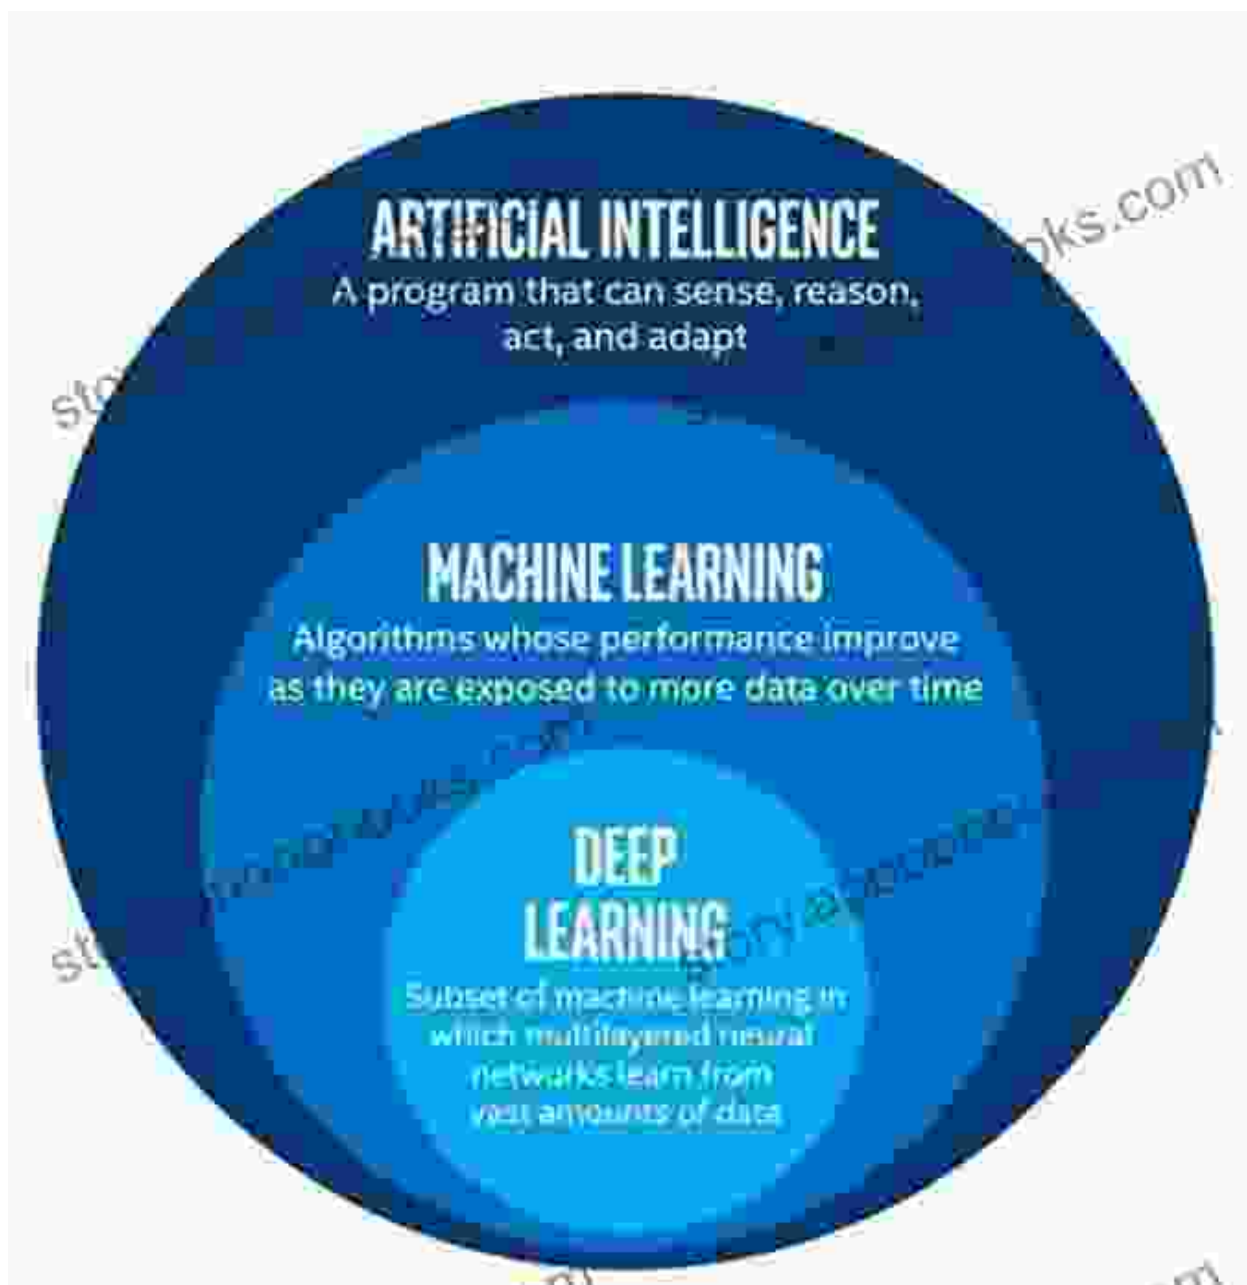 ARTIFICIAL INTELLIGENCE
A program that can sense, reason,
act, and adapt
MACHINE LEARNING
Algorithms whose performance improve
as they are exposed to more data over time
DEEP
LEARNING
Subset of machine learning in
which multilayered neural
networks learn from
vast amounts of data